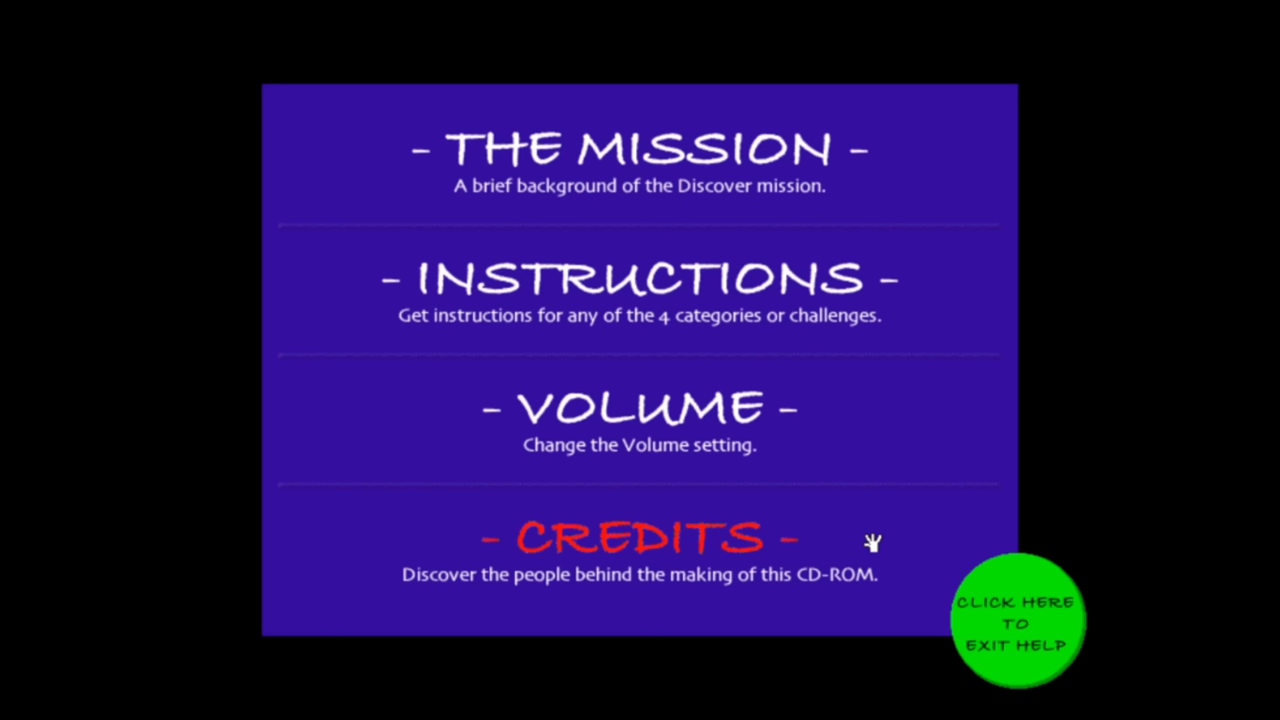 - THE MISSION -
A brief background of the Discover mission.
- INSTRUCTIONS -
Get instructions for any of the 4 categories or challenges.
- VOLUME -
Change the Volume setting.
- CREDITS -
Discover the people behind the making of this CD-ROM.
CLICK HERE
TO
EXIT HELP